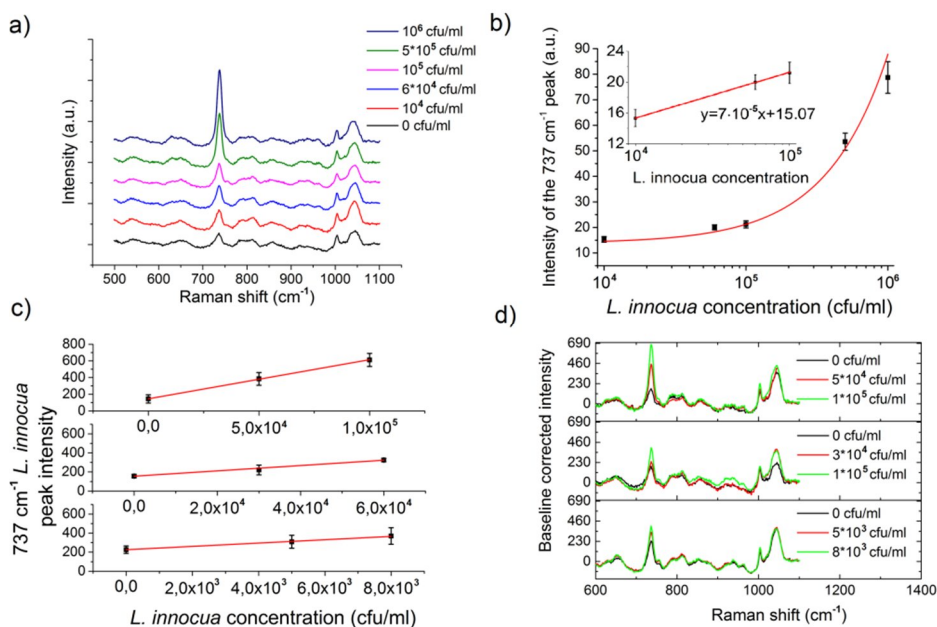 a)
10⁶ cfu/ml
5*10⁵ cfu/ml
10⁵ cfu/ml
6*10⁴ cfu/ml
10⁴ cfu/ml
0 cfu/ml
Intensity (a.u.)
500 600 700 800 900 1000 1100
Raman shift (cm⁻¹)
b)
Intensity of the 737 cm⁻¹ peak (a.u.)
90
80
70
60
50
40
30
20
10
24
20
16
12
y=7·10⁻⁵x+15.07
10⁴ 10⁵
L. innocua concentration
10⁴ 10⁵ 10⁶
L. innocua concentration (cfu/ml)
c)
737 cm⁻¹ L. innocua
peak intensity
800
600
400
200
0
0,0 5,0x10⁴ 1,0x10⁵
600
400
200
0
0,0 2,0x10⁴ 4,0x10⁴ 6,0x10⁴
600
400
200
0
0,0 2,0x10³ 4,0x10³ 6,0x10³ 8,0x10³
L. innocua concentration (cfu/ml)
d)
Baseline corrected intensity
690
460
230
0
0 cfu/ml
5*10⁴ cfu/ml
1*10⁵ cfu/ml
690
460
230
0
0 cfu/ml
3*10⁴ cfu/ml
1*10⁵ cfu/ml
690
460
230
0
0 cfu/ml
5*10³ cfu/ml
8*10³ cfu/ml
600 800 1000 1200 1400
Raman shift (cm⁻¹)